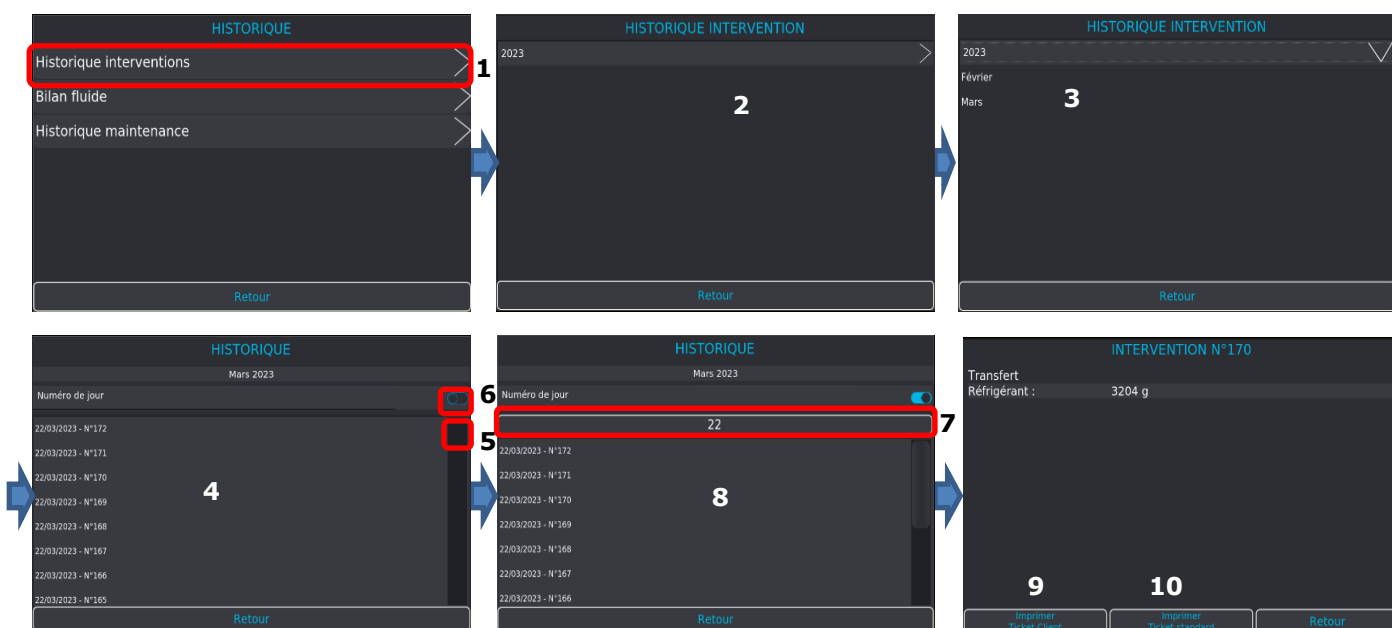 HISTORIQUE
Historique interventions
1
Bilan fluide
Historique maintenance
Retour
HISTORIQUE INTERVENTION
2023
2
Retour
HISTORIQUE INTERVENTION
2023
Février
Mars
3
Retour
HISTORIQUE
Mars 2023
Numéro de jour
6
22/03/2023 - N°172
5
22/03/2023 - N°171
22/03/2023 - N°170
4
22/03/2023 - N°169
22/03/2023 - N°168
22/03/2023 - N°167
22/03/2023 - N°166
22/03/2023 - N°165
Retour
HISTORIQUE
Mars 2023
Numéro de jour
22
7
22/03/2023 - N°172
22/03/2023 - N°171
22/03/2023 - N°170
8
22/03/2023 - N°169
22/03/2023 - N°168
22/03/2023 - N°167
22/03/2023 - N°166
Retour
INTERVENTION N°170
Transfert
Réfrigérant : 3204 g
9
10
Imprimer
Ticket Client
Imprimer
Ticket standard
Retour